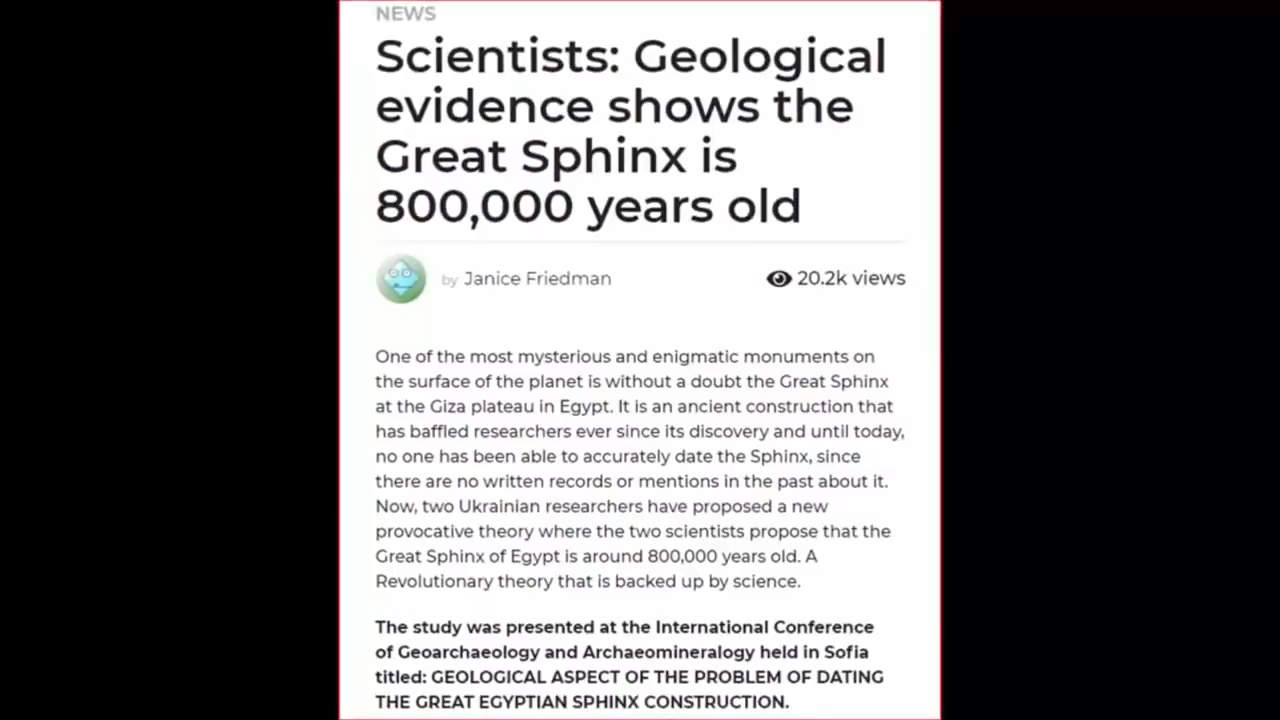 NEWS
Scientists: Geological
evidence shows the
Great Sphinx is
800,000 years old
by Janice Friedman
20.2k views
One of the most mysterious and enigmatic monuments on
the surface of the planet is without a doubt the Great Sphinx
at the Giza plateau in Egypt. It is an ancient construction that
has baffled researchers ever since its discovery and until today,
no one has been able to accurately date the Sphinx, since
there are no written records or mentions in the past about it.
Now, two Ukrainian researchers have proposed a new
provocative theory where the two scientists propose that the
Great Sphinx of Egypt is around 800,000 years old. A
Revolutionary theory that is backed up by science.
The study was presented at the International Conference
of Geoarchaeology and Archaeomineralogy held in Sofia
titled: GEOLOGICAL ASPECT OF THE PROBLEM OF DATING
THE GREAT EGYPTIAN SPHINX CONSTRUCTION.